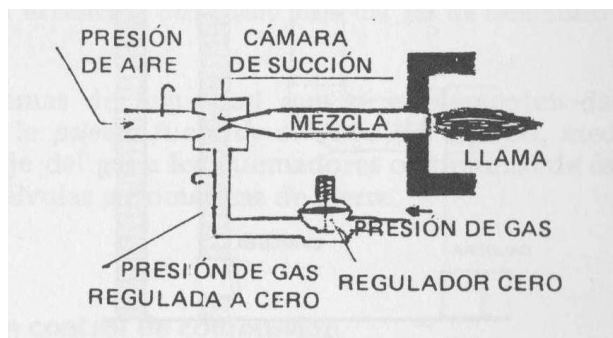 PRESIÓN
DE AIRE
CÁMARA
DE SUCCIÓN
MEZCLA
LLAMA
PRESIÓN DE GAS
PRESIÓN DE GAS
REGULADA A CERO
REGULADOR CERO